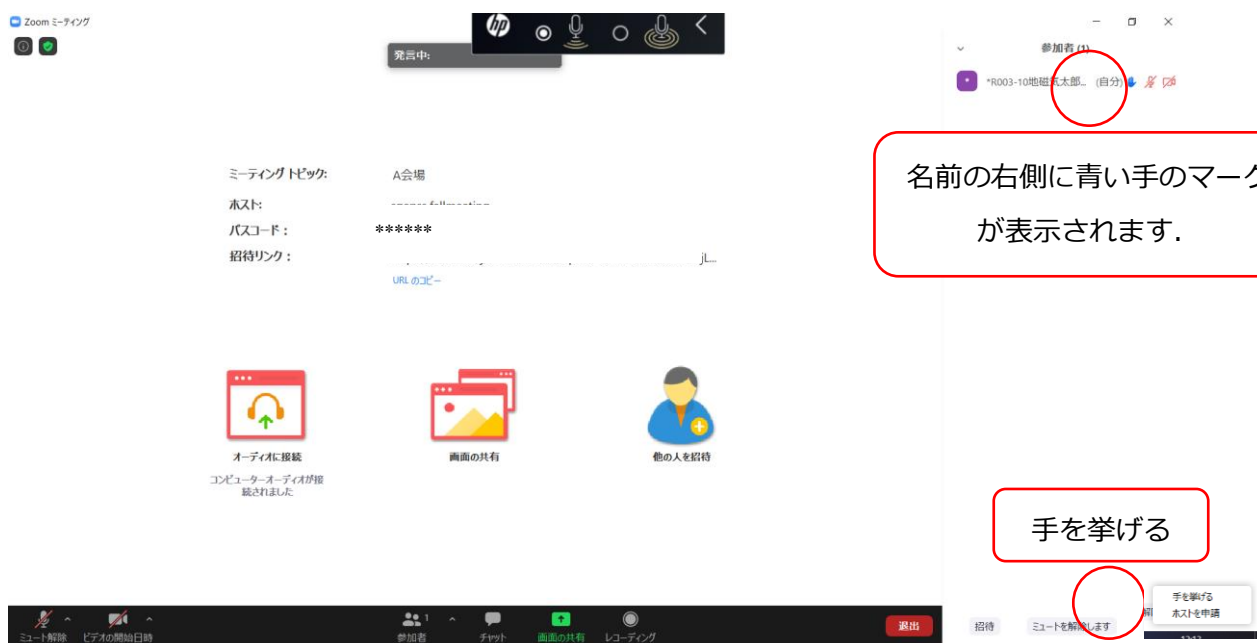 Zoom ミーティング
hp
発言中:
参加者 (1)
*R003-10地磁気太郎... (自分)
名前の右側に青い手のマーク
が表示されます.
ミーティング トピック:
A会場
ホスト:
パスコード：
******
招待リンク：
jL...
URL のコピー
オーディオに接続
コンピューターオーディオが接
続されました
画面の共有
他の人を招待
手を挙げる
手を挙げる
ホストを申請
ミュート解除
ビデオの開始日時
参加者
1
チャット
画面の共有
レコーディング
退出
招待
ミュートを解除します